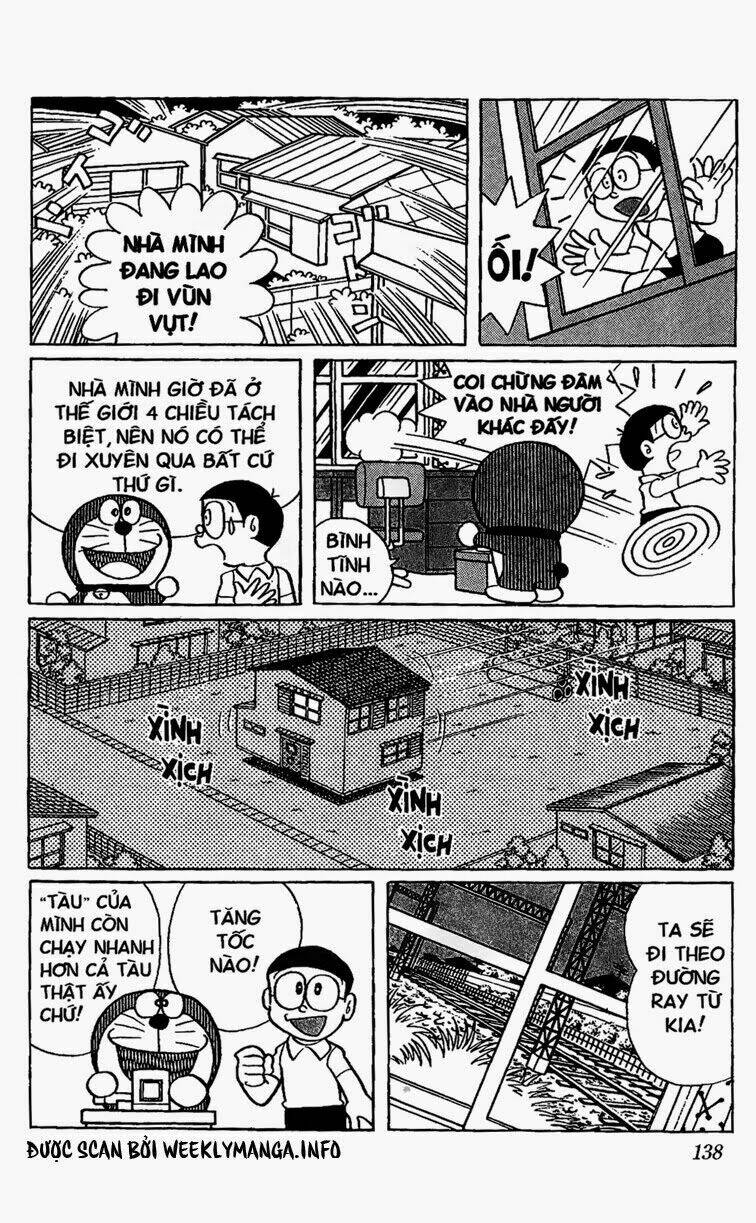 ỐI!
NHÀ MÌNH
ĐANG LAO
ĐI VÙN
VỤT!
COI CHỪNG ĐÂM
VÀO NHÀ NGƯỜI
KHÁC ĐẤY!
BÌNH
TĨNH
NÀO...
NHÀ MÌNH GIỜ ĐÃ Ở
THẾ GIỚI 4 CHIỀU TÁCH
BIỆT, NÊN NÓ CÓ THỂ
ĐI XUYÊN QUA BẤT CỨ
THỨ GÌ.
XÌNH
XỊCH
XÌNH
XỊCH
XÌNH
XỊCH
TA SẼ
ĐI THEO
ĐƯỜNG
RAY TỪ
KIA!
TĂNG
TỐC
NÀO!
"TÀU" CỦA
MÌNH CÒN
CHẠY NHANH
HƠN CẢ TÀU
THẬT ẤY
CHỨ!
ĐƯỢC SCAN BỞI WEEKLYMANGA.INFO
138